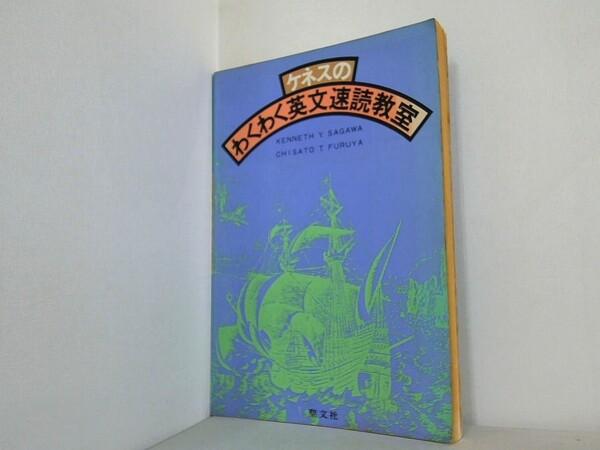 ケネスの
わくわく英文速読教室
KENNETH Y. SAGAWA
CHISATO T. FURUYA
聖文社